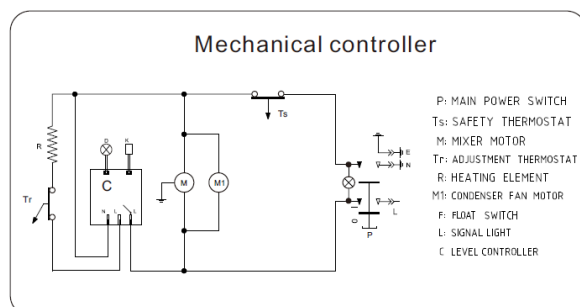 Mechanical controller
R
D
K
C
N
L
L
Tr
M
M1
Ts
E
N
L
0
I
P
P: MAIN POWER SWITCH
Ts: SAFETY THERMOSTAT
M: MIXER MOTOR
Tr: ADJUSTMENT THERMOSTAT
R: HEATING ELEMENT
M1: CONDENSER FAN MOTOR
F: FLOAT SWITCH
L: SIGNAL LIGHT
C LEVEL CONTROLLER